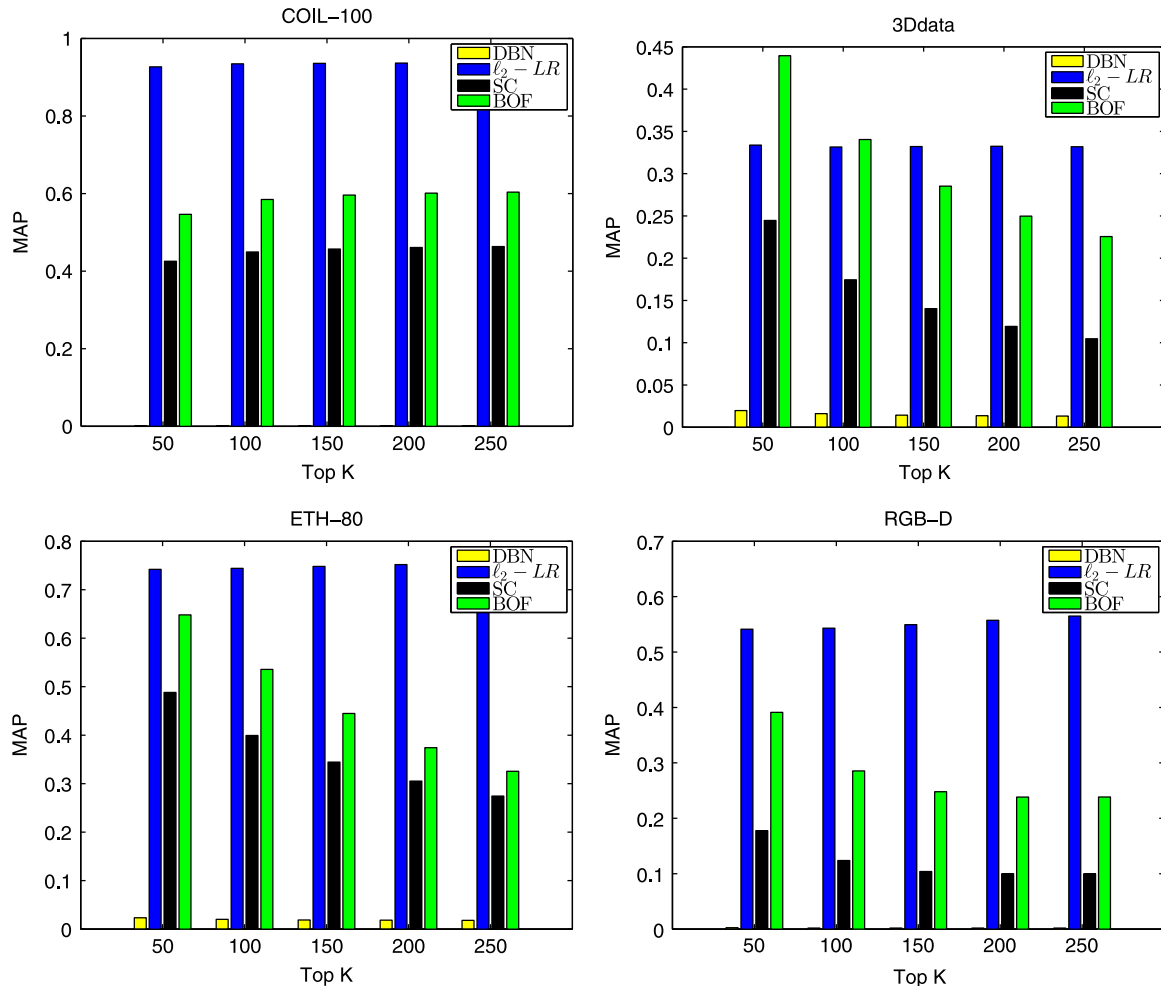 COIL-100
1
0.8
0.6
0.4
0.2
0
MAP
50 100 150 200 250
Top K
DBN
ℓ₂ − LR
SC
BOF
3Ddata
0.45
0.4
0.35
0.3
0.25
0.2
0.15
0.1
0.05
0
MAP
50 100 150 200 250
Top K
DBN
ℓ₂ − LR
SC
BOF
ETH-80
0.8
0.7
0.6
0.5
0.4
0.3
0.2
0.1
0
MAP
50 100 150 200 250
Top K
DBN
ℓ₂ − LR
SC
BOF
RGB-D
0.7
0.6
0.5
0.4
0.3
0.2
0.1
0
MAP
50 100 150 200 250
Top K
DBN
ℓ₂ − LR
SC
BOF